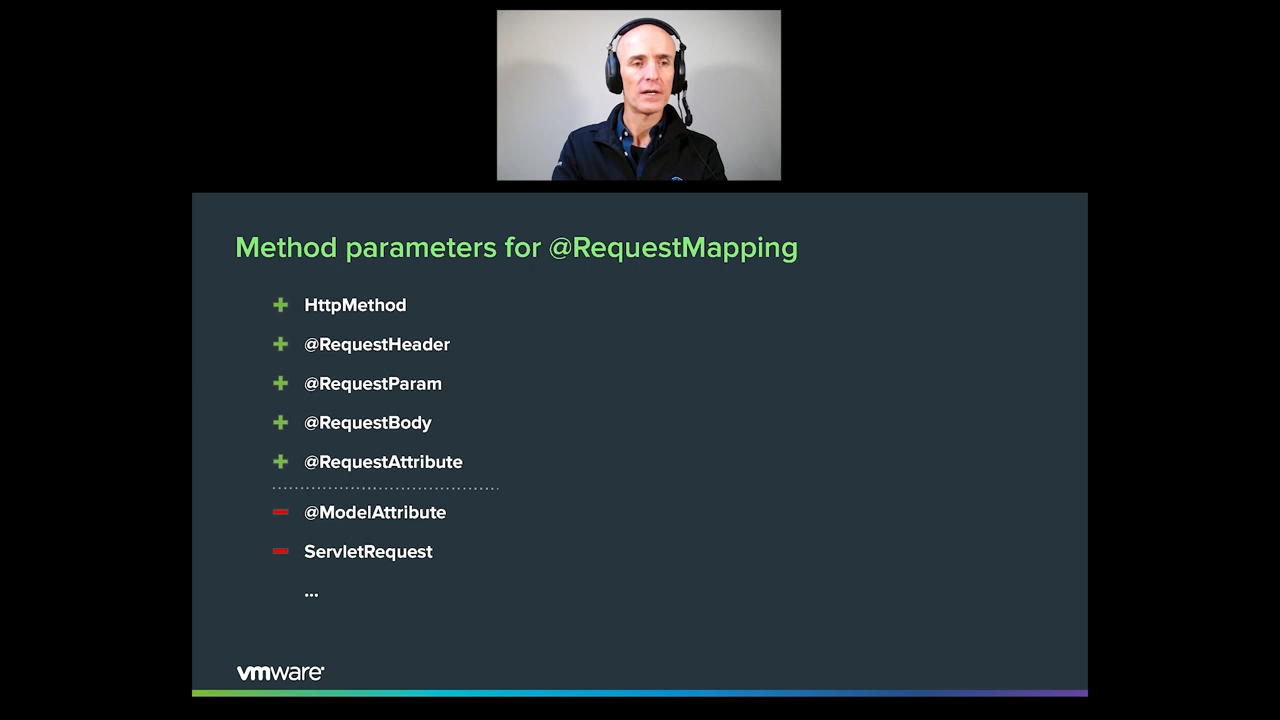 Method parameters for @RequestMapping
HttpMethod
@RequestHeader
@RequestParam
@RequestBody
@RequestAttribute
@ModelAttribute
ServletRequest
...
vmware